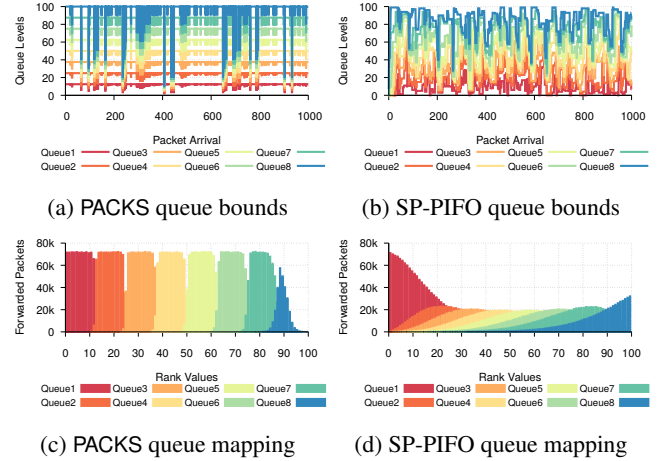 100
80
60
40
20
0
Queue Levels
0 200 400 600 800 1000
Packet Arrival
Queue1 Queue3 Queue5 Queue7
Queue2 Queue4 Queue6 Queue8
(a) PACKS queue bounds
100
80
60
40
20
0
Queue Levels
0 200 400 600 800 1000
Packet Arrival
Queue1 Queue3 Queue5 Queue7
Queue2 Queue4 Queue6 Queue8
(b) SP-PIFO queue bounds
80k
60k
40k
20k
0
Forwarded Packets
0 10 20 30 40 50 60 70 80 90 100
Rank Values
Queue1 Queue3 Queue5 Queue7
Queue2 Queue4 Queue6 Queue8
(c) PACKS queue mapping
80k
60k
40k
20k
0
Forwarded Packets
0 10 20 30 40 50 60 70 80 90 100
Rank Values
Queue1 Queue3 Queue5 Queue7
Queue2 Queue4 Queue6 Queue8
(d) SP-PIFO queue mapping